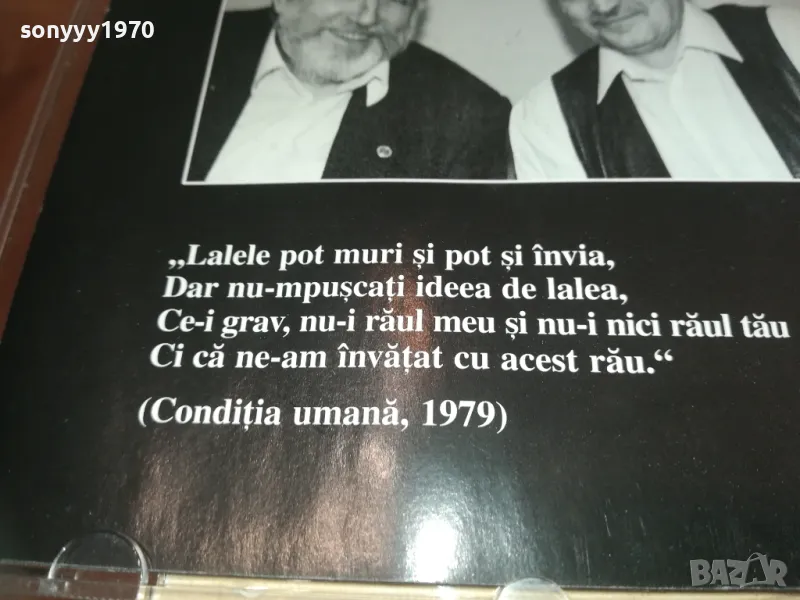 sonyyy1970
„Lalele pot muri și pot și învia,
Dar nu-mpușcați ideea de lalea,
Ce-i grav, nu-i răul meu și nu-i nici răul tău
Ci că ne-am învățat cu acest rău.“
(Condiția umană, 1979)
BAZAR